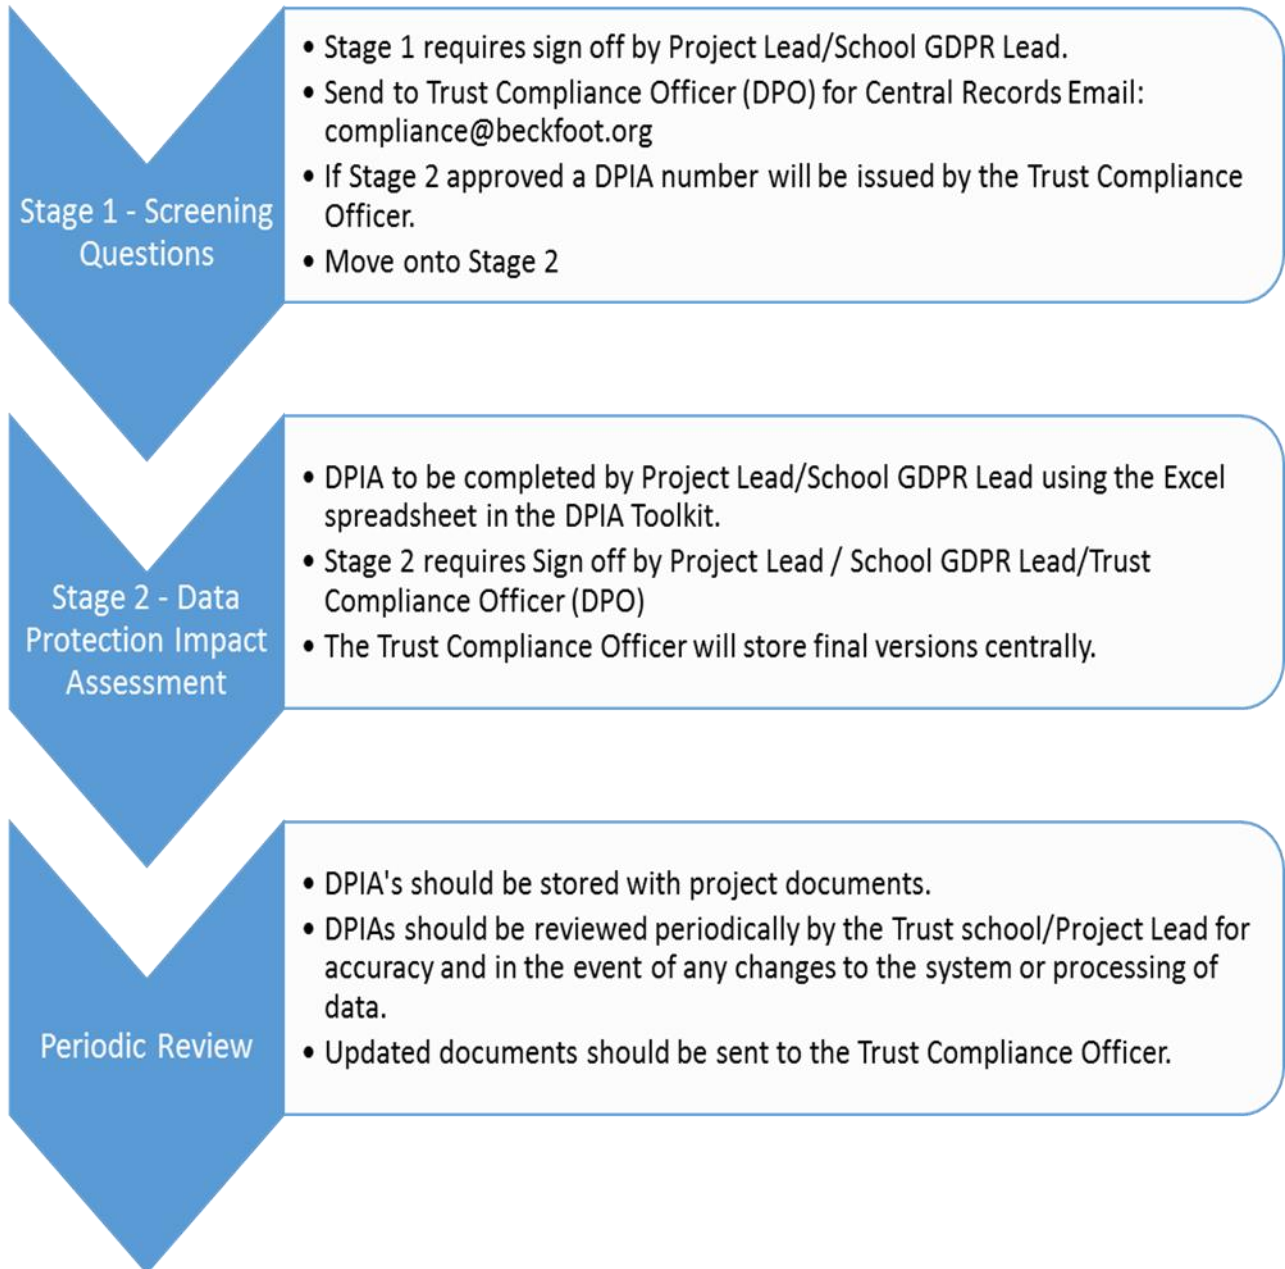 Stage 1 - Screening
Questions
• Stage 1 requires sign off by Project Lead/School GDPR Lead.
• Send to Trust Compliance Officer (DPO) for Central Records Email:
compliance@beckfoot.org
• If Stage 2 approved a DPIA number will be issued by the Trust Compliance
Officer.
• Move onto Stage 2
Stage 2 - Data
Protection Impact
Assessment
• DPIA to be completed by Project Lead/School GDPR Lead using the Excel
spreadsheet in the DPIA Toolkit.
• Stage 2 requires Sign off by Project Lead / School GDPR Lead/Trust
Compliance Officer (DPO)
• The Trust Compliance Officer will store final versions centrally.
Periodic Review
• DPIA's should be stored with project documents.
• DPIAs should be reviewed periodically by the Trust school/Project Lead for
accuracy and in the event of any changes to the system or processing of
data.
• Updated documents should be sent to the Trust Compliance Officer.